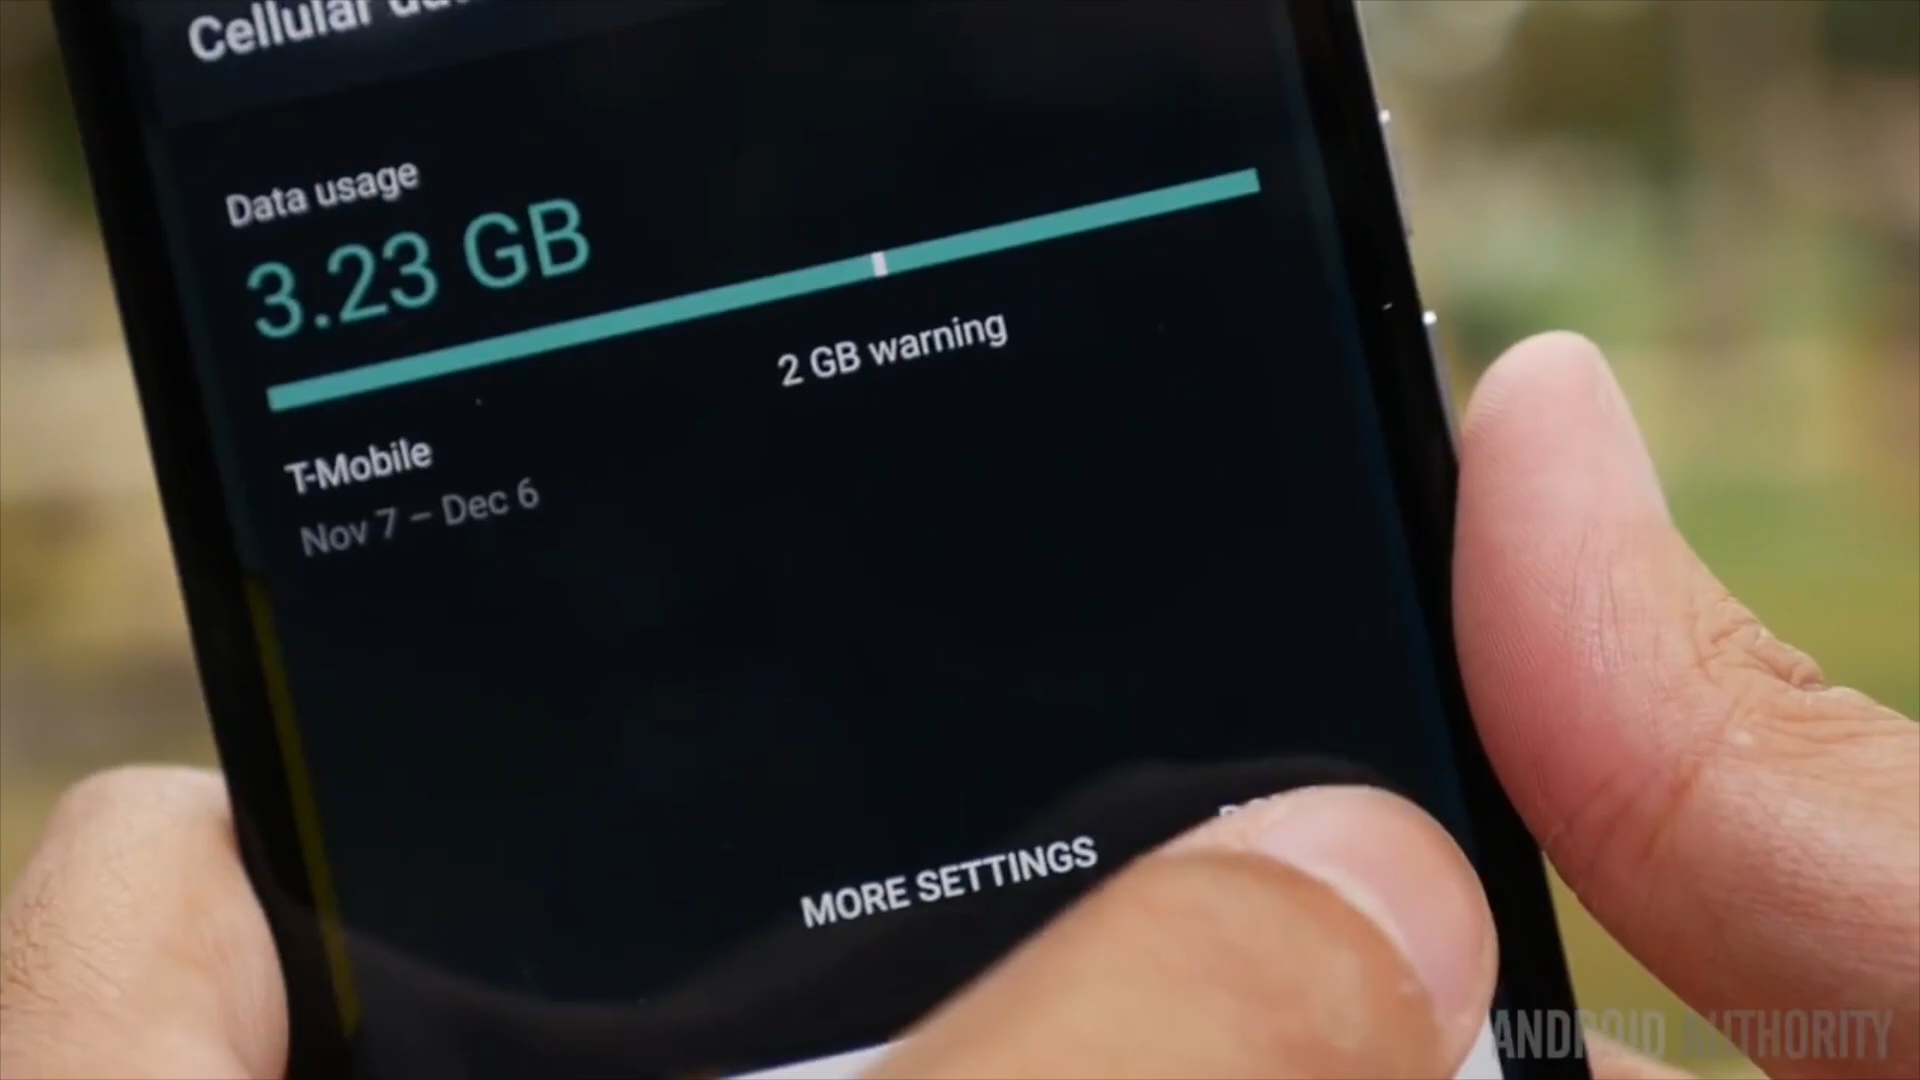 Cellular
Data usage
3.23 GB
2 GB warning
T-Mobile
Nov 7 – Dec 6
MORE SETTINGS
ANDROID AUTHORITY